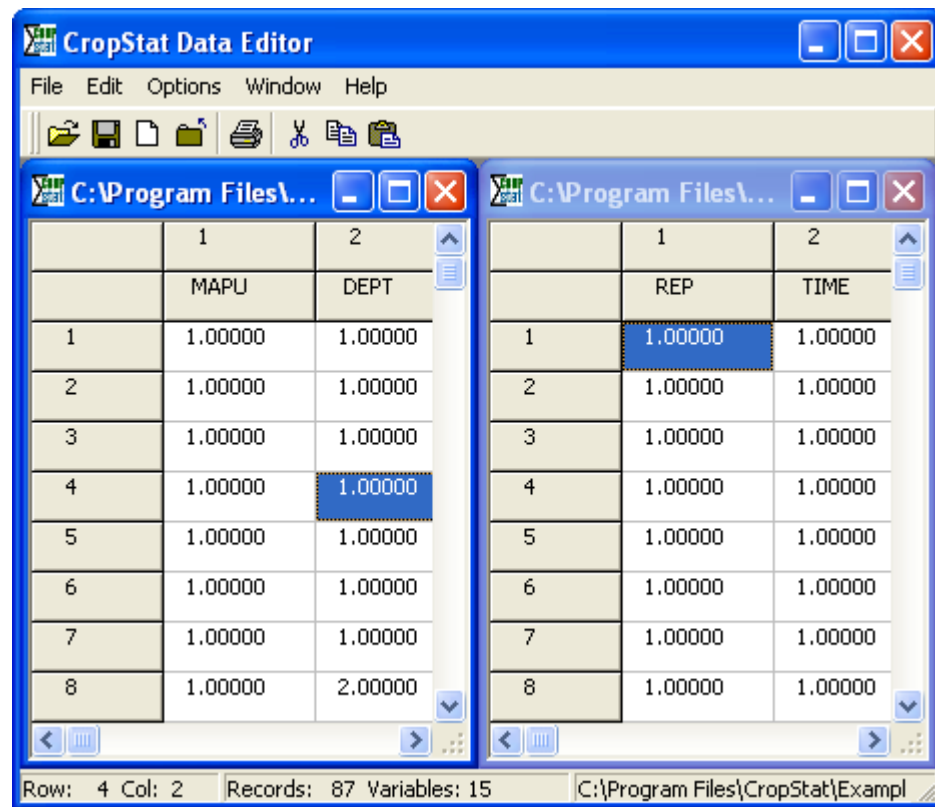 CropStat Data Editor
File Edit Options Window Help
C:\Program Files\...
1 2
MAPU DEPT
1 1.00000 1.00000
2 1.00000 1.00000
3 1.00000 1.00000
4 1.00000 1.00000
5 1.00000 1.00000
6 1.00000 1.00000
7 1.00000 1.00000
8 1.00000 2.00000
C:\Program Files\...
1 2
REP TIME
1 1.00000 1.00000
2 1.00000 1.00000
3 1.00000 1.00000
4 1.00000 1.00000
5 1.00000 1.00000
6 1.00000 1.00000
7 1.00000 1.00000
8 1.00000 1.00000
Row: 4 Col: 2 Records: 87 Variables: 15 C:\Program Files\CropStat\Exampl